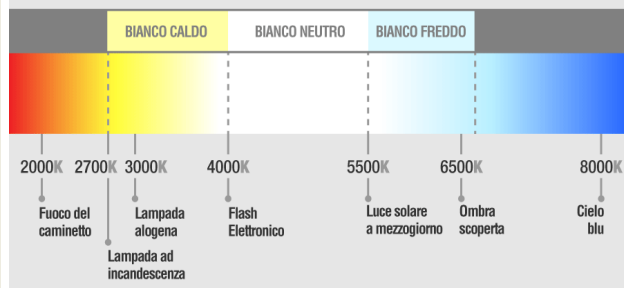 BIANCO CALDO BIANCO NEUTRO BIANCO FREDDO
2000K 2700K 3000K 4000K 5500K 6500K 8000K
Fuoco del
caminetto
Lampada ad
incandescenza
Lampada
alogena
Flash
Elettronico
Luce solare
a mezzogiorno
Ombra
scoperta
Cielo
blu